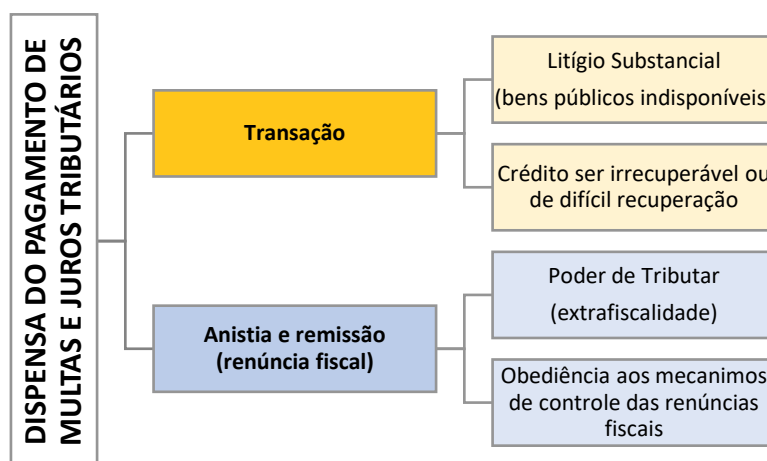 DISPENSA DO PAGAMENTO DE
MULTAS E JUROS TRIBUTÁRIOS
Transação
Litígio Substancial
(bens públicos indisponíveis
Crédito ser irrecuperável ou
de difícil recuperação
Anistia e remissão
(renúncia fiscal)
Poder de Tributar
(extrafiscalidade)
Obediência aos mecanimos
de controle das renúncias
fiscais